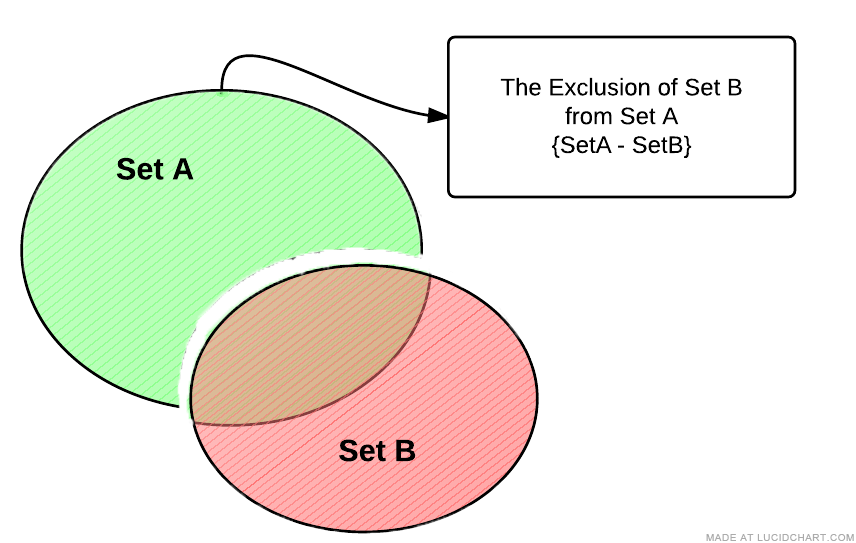 The Exclusion of Set B
from Set A
{SetA - SetB}
Set A
Set B
MADE AT LUCIDCHART.COM